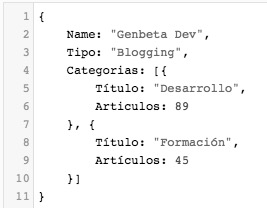 1 {
2     Name: "Genbeta Dev",
3     Tipo: "Blogging",
4     Categorias: [{
5         Título: "Desarrollo",
6         Articulos: 89
7     }, {
8         Título: "Formación",
9         Artículos: 45
10     }]
11 }